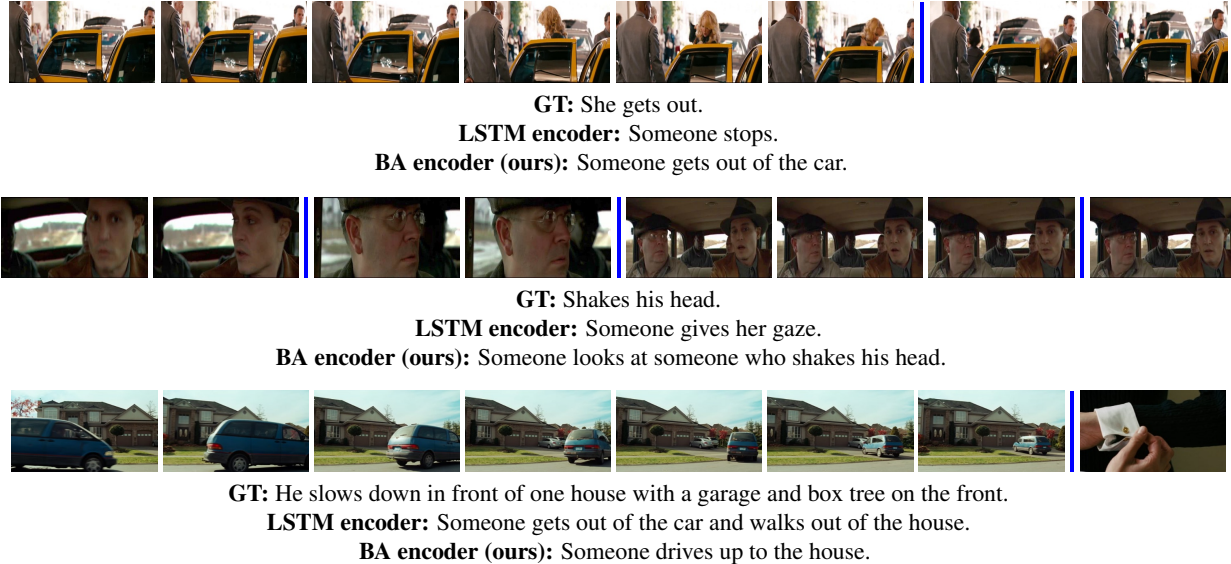 GT: She gets out.
LSTM encoder: Someone stops.
BA encoder (ours): Someone gets out of the car.
GT: Shakes his head.
LSTM encoder: Someone gives her gaze.
BA encoder (ours): Someone looks at someone who shakes his head.
GT: He slows down in front of one house with a garage and box tree on the front.
LSTM encoder: Someone gets out of the car and walks out of the house.
BA encoder (ours): Someone drives up to the house.